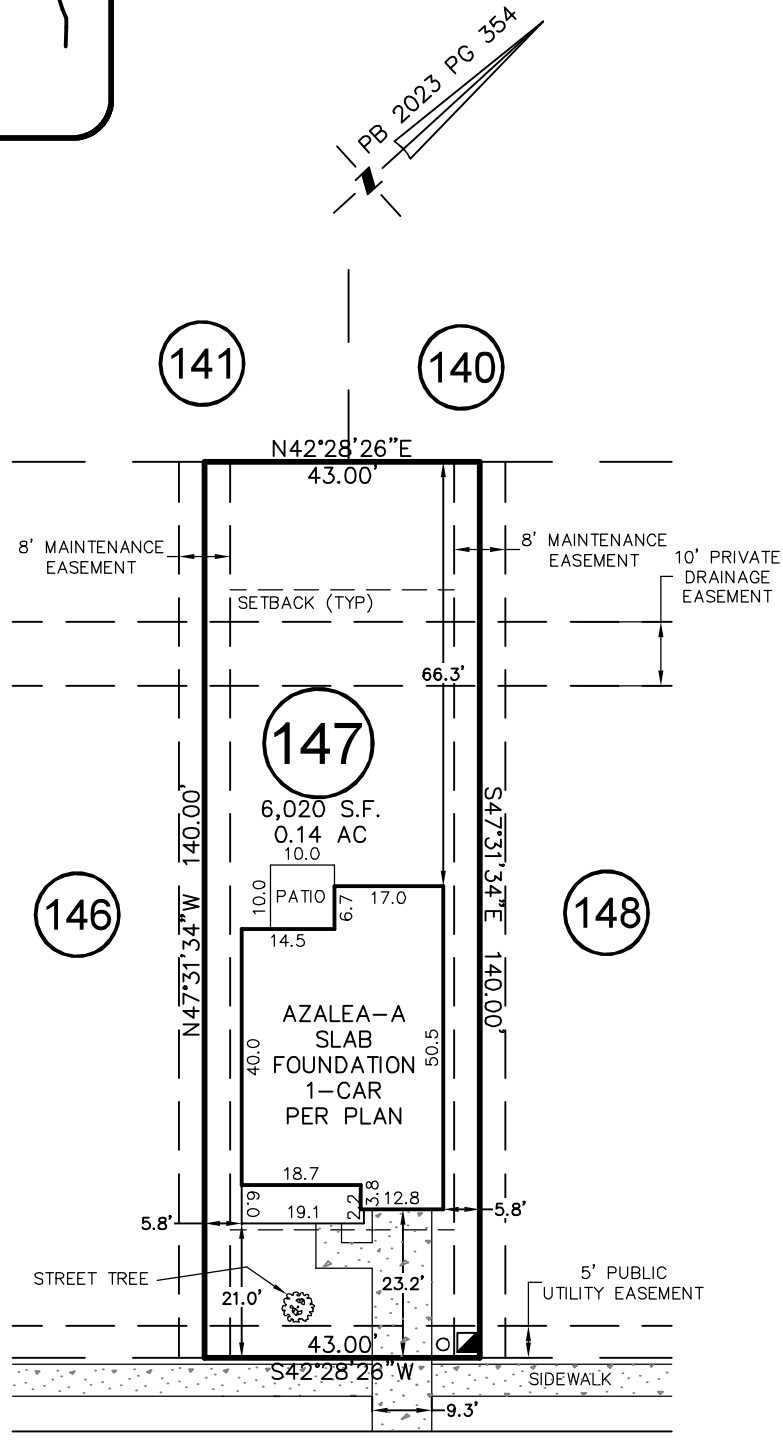 PB 2023 PG 354
141
140
N42°28'26"E
43.00'
8' MAINTENANCE
EASEMENT
8' MAINTENANCE
EASEMENT
10' PRIVATE
DRAINAGE
EASEMENT
SETBACK (TYP)
66.3'
147
6,020 S.F.
0.14 AC
N47°31'34"W 140.00'
S47°31'34"E 140.00'
146
148
10.0
10.0
PATIO
6.7
17.0
14.5
AZALEA-A
SLAB
FOUNDATION
1-CAR
PER PLAN
40.0
50.5
18.7
6.0
19.1
2.2
3.8
12.8
5.8'
5.8'
STREET TREE
21.0'
23.2'
5' PUBLIC
UTILITY EASEMENT
43.00'
S42°28'26"W
SIDEWALK
9.3'